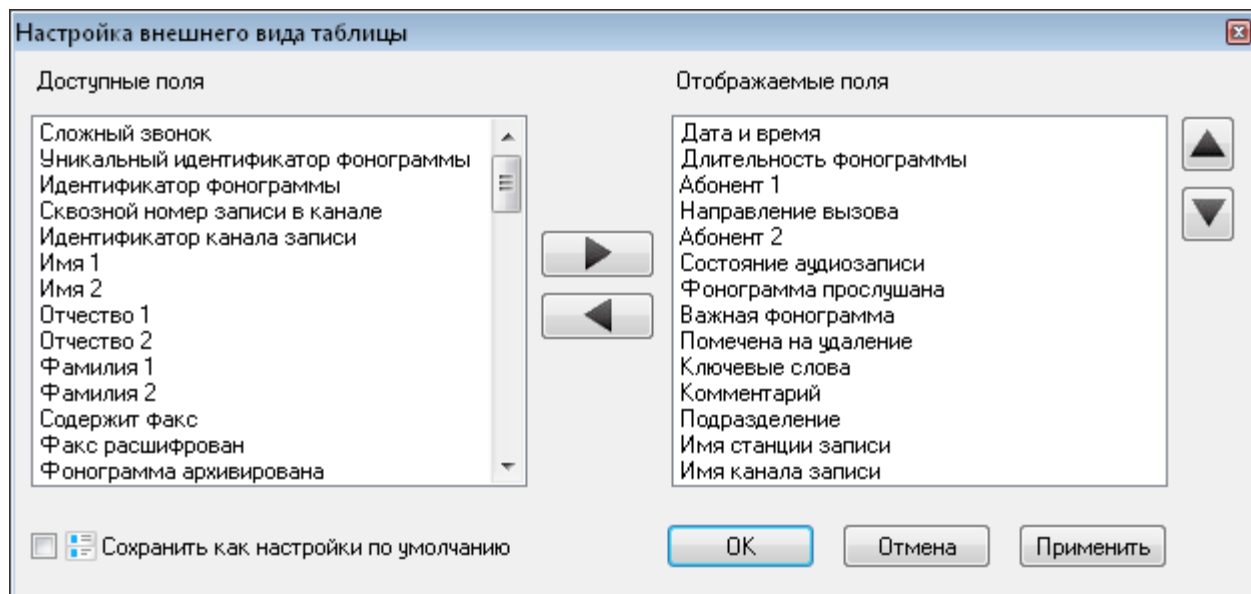 Настройка внешнего вида таблицы
Доступные поля
Сложный звонок
Уникальный идентификатор фонограммы
Идентификатор фонограммы
Сквозной номер записи в канале
Идентификатор канала записи
Имя 1
Имя 2
Отчество 1
Отчество 2
Фамилия 1
Фамилия 2
Содержит факс
Факс расшифрован
Фонограмма архивирована
Отображаемые поля
Дата и время
Длительность фонограммы
Абонент 1
Направление вызова
Абонент 2
Состояние аудиозаписи
Фонограмма прослушана
Важная фонограмма
Помечена на удаление
Ключевые слова
Комментарий
Подразделение
Имя станции записи
Имя канала записи
Сохранить как настройки по умолчанию
OK
Отмена
Применить